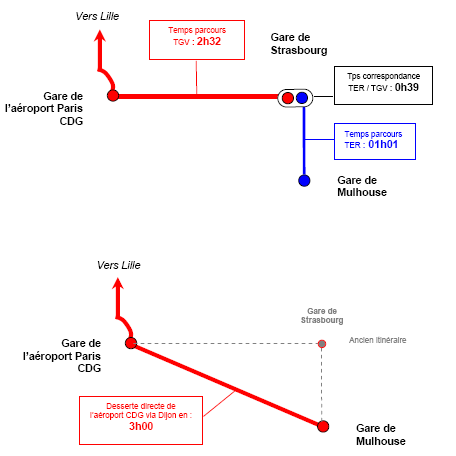 Vers Lille
Temps parcours
TGV : 2h32
Gare de
Strasbourg
Gare de
l'aéroport Paris
CDG
Tps correspondance
TER / TGV : 0h39
Temps parcours
TER : 01h01
Gare de
Mulhouse
Vers Lille
Gare de
Strasbourg
Ancien itinéraire
Gare de
l'aéroport Paris
CDG
Desserte directe de
l'aéroport CDG via Dijon en :
3h00
Gare de
Mulhouse